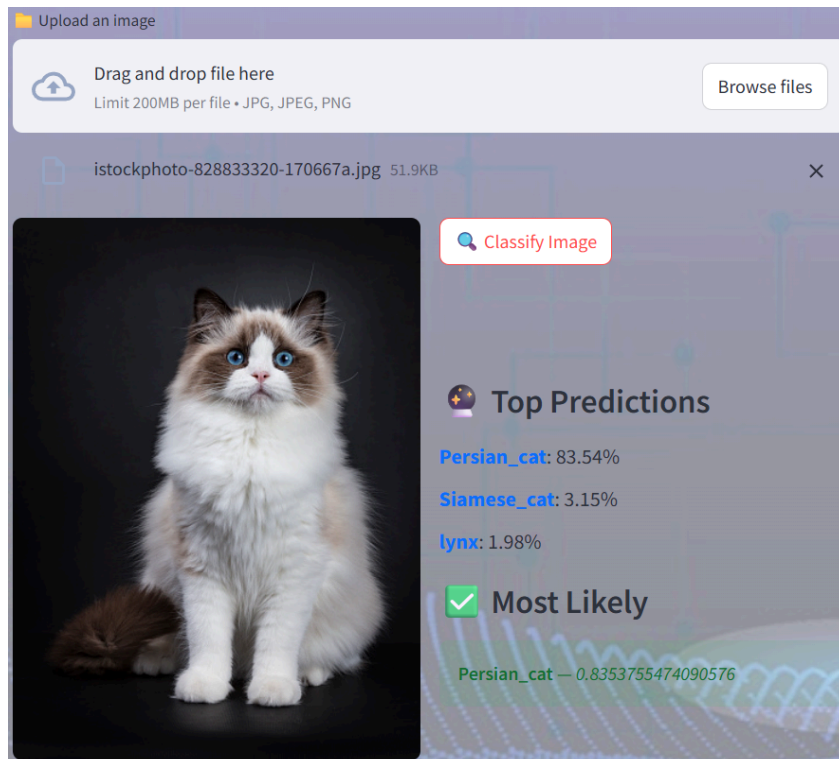 Upload an image
Drag and drop file here
Limit 200MB per file • JPG, JPEG, PNG
Browse files
istockphoto-828833320-170667a.jpg 51.9KB
Classify Image
Top Predictions
Persian_cat: 83.54%
Siamese_cat: 3.15%
lynx: 1.98%
Most Likely
Persian_cat — 0.8353755474090576